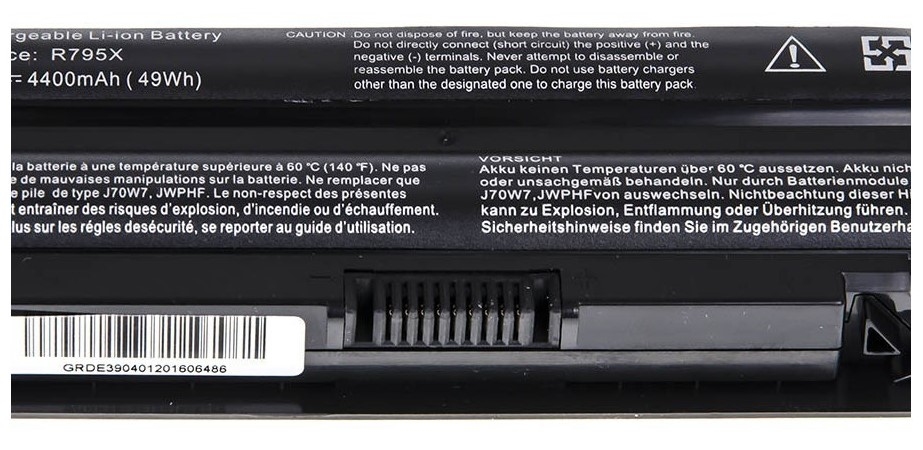 rgeable Li-ion Battery
ce: R795X
4400mAh ( 49Wh)
CAUTION :Do not dispose of fire, but keep the battery away from fire.
Do not directly connect (short circuit) the positive (+) and the
negative (-) terminals. Never attempt to disassemble or
reassemble the battery pack. Do not use battery chargers
other than the designated one to charge this battery pack.
la batterie à une température supérieure à 60 °C (140 °F). Ne pas
e de mauvaises manipulations sur la batterie. Ne remplacer que
e pile de type J70W7, JWPHF. Le non-respect des présentes
t entraîner des risques d'explosion, d'incendie ou d'échauffement.
lus sur les régles desécurité, se reporter au guide d'utilisation.
VORSICHT
Akku keinen Temperaturen über 60 °C aussetzen. Akku nich
oder unsachgemäß behandeln. Nur durch Batteriemodule
J70W7,JWPHFvon auswechseln. Nichtbeachtung dieser Hi
kann zu Explosion, Entflammung oder Überhitzung führen.
Sicherheitshinweise finden Sie im Zugehörigen Benutzerha
GRDE390401201606486